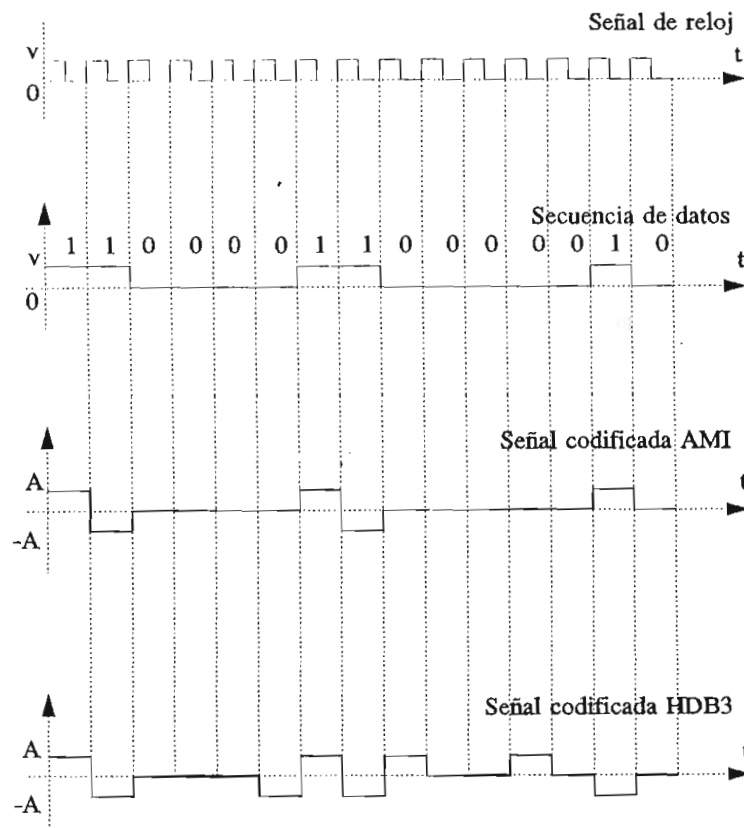 Señal de reloj
v
t
0
Secuencia de datos
1 1 0 0 0 0 1 1 0 0 0 0 0 1 0
v
t
0
Señal codificada AMI
A
t
-A
Señal codificada HDB3
A
t
-A